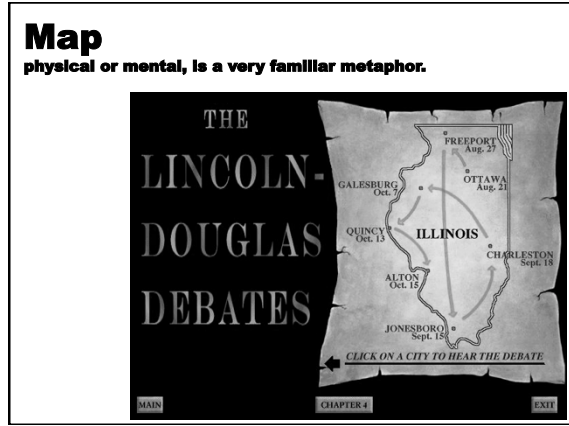 Map
physical or mental, is a very familiar metaphor.
THE
LINCOLN-
DOUGLAS
DEBATES
FREEPORT
Aug. 27
OTTAWA
Aug. 21
GALESBURG
Oct. 7
QUINCY
Oct. 13
ILLINOIS
CHARLESTON
Sept. 18
ALTON
Oct. 15
JONESBORO
Sept. 15
CLICK ON A CITY TO HEAR THE DEBATE
MAIN
CHAPTER 4
EXIT